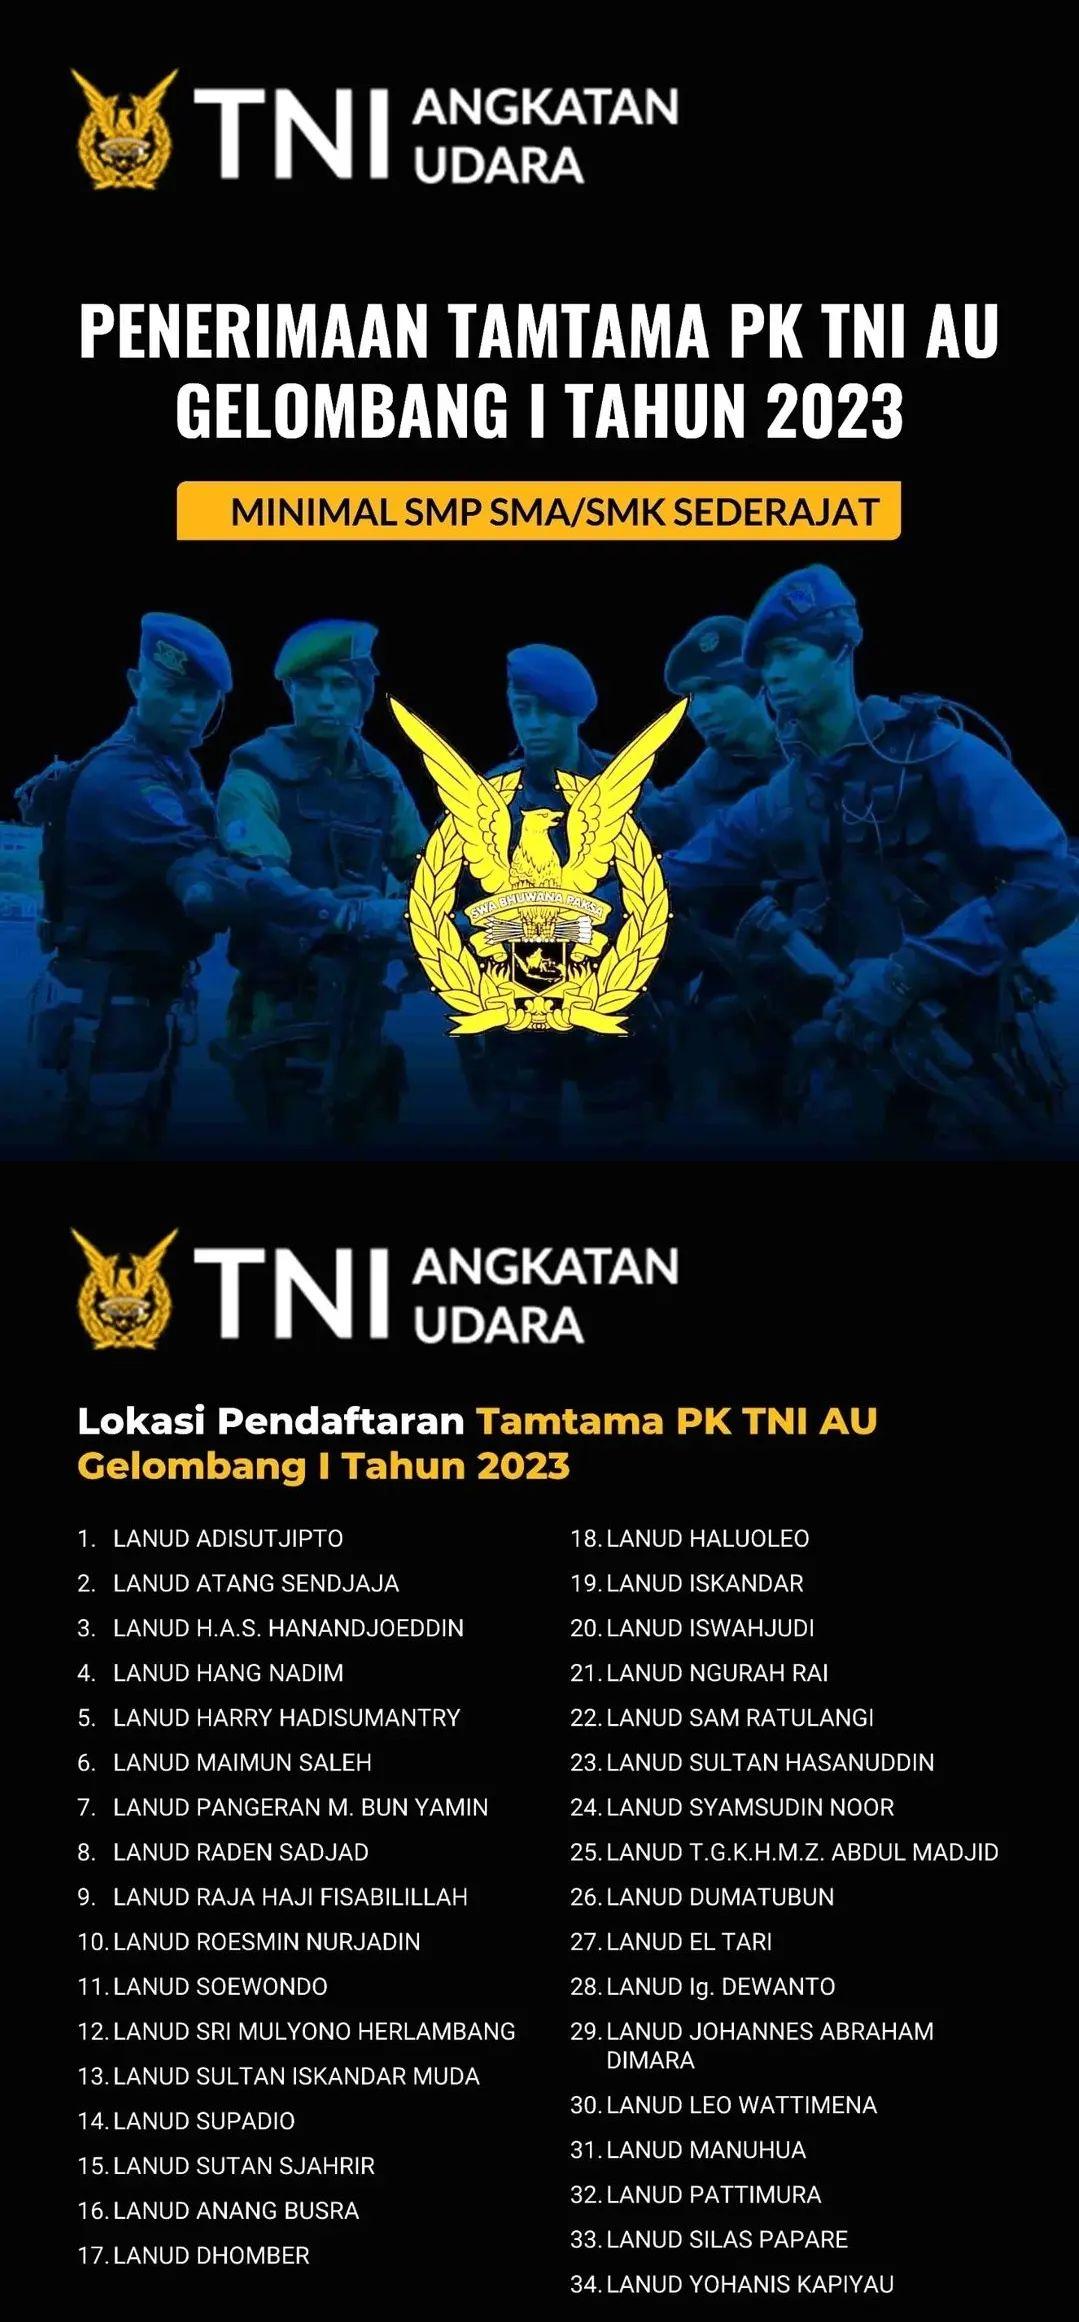 TNI ANGKATAN
UDARA
PENERIMAAN TAMTAMA PK TNI AU
GELOMBANG I TAHUN 2023
MINIMAL SMP SMA/SMK SEDERAJAT
SWA BHUWANA PAKSA
TNI ANGKATAN
UDARA
Lokasi Pendaftaran Tamtama PK TNI AU
Gelombang I Tahun 2023
1. LANUD ADISUTJIPTO
2. LANUD ATANG SENDJAJA
3. LANUD H.A.S. HANANDJOEDDIN
4. LANUD HANG NADIM
5. LANUD HARRY HADISUMANTRY
6. LANUD MAIMUN SALEH
7. LANUD PANGERAN M. BUN YAMIN
8. LANUD RADEN SADJAD
9. LANUD RAJA HAJI FISABILILLAH
10. LANUD ROESMIN NURJADIN
11. LANUD SOEWONDO
12. LANUD SRI MULYONO HERLAMBANG
13. LANUD SULTAN ISKANDAR MUDA
14. LANUD SUPADIO
15. LANUD SUTAN SJAHRIR
16. LANUD ANANG BUSRA
17. LANUD DHOMBER
18. LANUD HALUOLEO
19. LANUD ISKANDAR
20. LANUD ISWAHJUDI
21. LANUD NGURAH RAI
22. LANUD SAM RATULANGI
23. LANUD SULTAN HASANUDDIN
24. LANUD SYAMSUDIN NOOR
25. LANUD T.G.K.H.M.Z. ABDUL MADJID
26. LANUD DUMATUBUN
27. LANUD EL TARI
28. LANUD Ig. DEWANTO
29. LANUD JOHANNES ABRAHAM
DIMARA
30. LANUD LEO WATTIMENA
31. LANUD MANUHUA
32. LANUD PATTIMURA
33. LANUD SILAS PAPARE
34. LANUD YOHANIS KAPIYAU